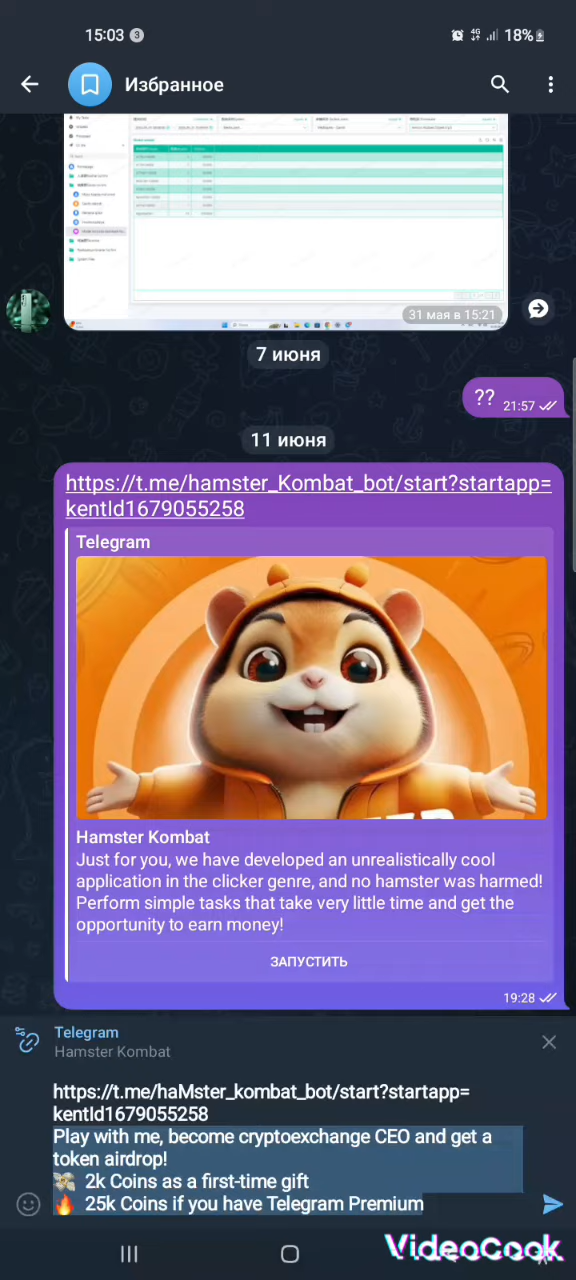 15:03 3 4G 18%
Избранное
31 мая в 15:21
7 июня
?? 21:57
11 июня
https://t.me/hamster_Kombat_bot/start?startapp=
kentId1679055258
Telegram
Hamster Kombat
Just for you, we have developed an unrealistically cool
application in the clicker genre, and no hamster was harmed!
Perform simple tasks that take very little time and get the
opportunity to earn money!
ЗАПУСТИТЬ
19:28
Telegram
Hamster Kombat
https://t.me/haMster_kombat_bot/start?startapp=
kentId1679055258
Play with me, become cryptoexchange CEO and get a
token airdrop!
💸 2k Coins as a first-time gift
🔥 25k Coins if you have Telegram Premium
VideoCook